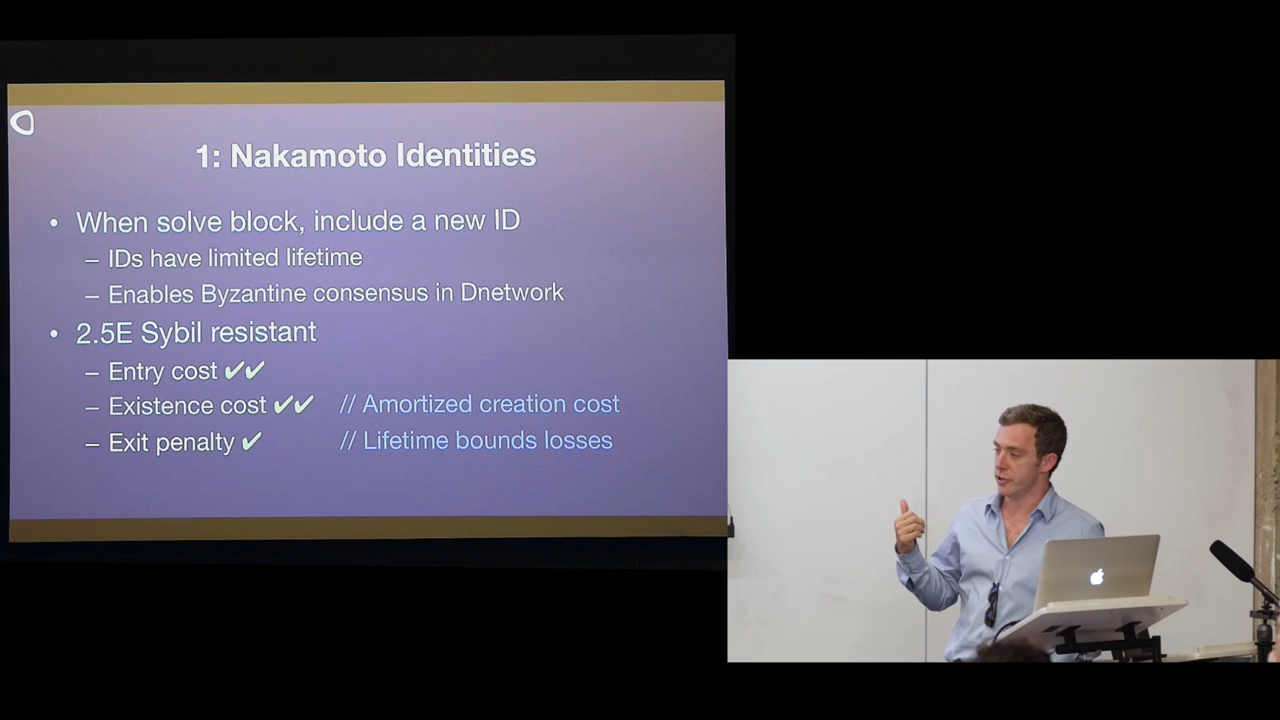 1: Nakamoto Identities
• When solve block, include a new ID
– IDs have limited lifetime
– Enables Byzantine consensus in Dnetwork
• 2.5E Sybil resistant
– Entry cost ✔✔
– Existence cost ✔✔ // Amortized creation cost
– Exit penalty ✔ // Lifetime bounds losses